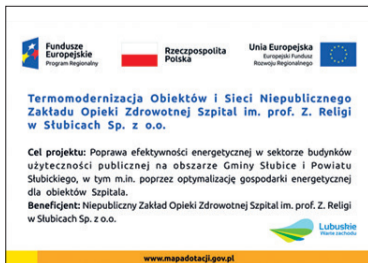 Fundusze
Europejskie
Program Regionalny
Rzeczpospolita
Polska
Unia Europejska
Europejski Fundusz
Rozwoju Regionalnego
Termomodernizacja Obiektów i Sieci Niepublicznego
Zakładu Opieki Zdrowotnej Szpital im. prof. Z. Religi
w Słubicach Sp. z o.o.
Cel projektu: Poprawa efektywności energetycznej w sektorze budynków
użyteczności publicznej na obszarze Gminy Słubice i Powiatu
Słubickiego, w tym m.in. poprzez optymalizację gospodarki energetycznej
dla obiektów Szpitala.
Beneficjent: Niepubliczny Zakład Opieki Zdrowotnej Szpital im. prof. Z. Religi
w Słubicach Sp. z o.o.
Lubuskie
Warte zachodu
www.mapadotacji.gov.pl